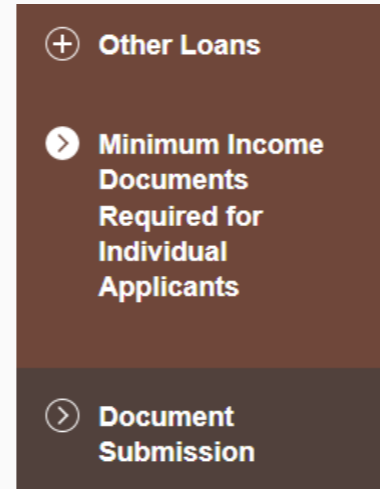 Other Loans
Minimum Income
Documents
Required for
Individual
Applicants
Document
Submission